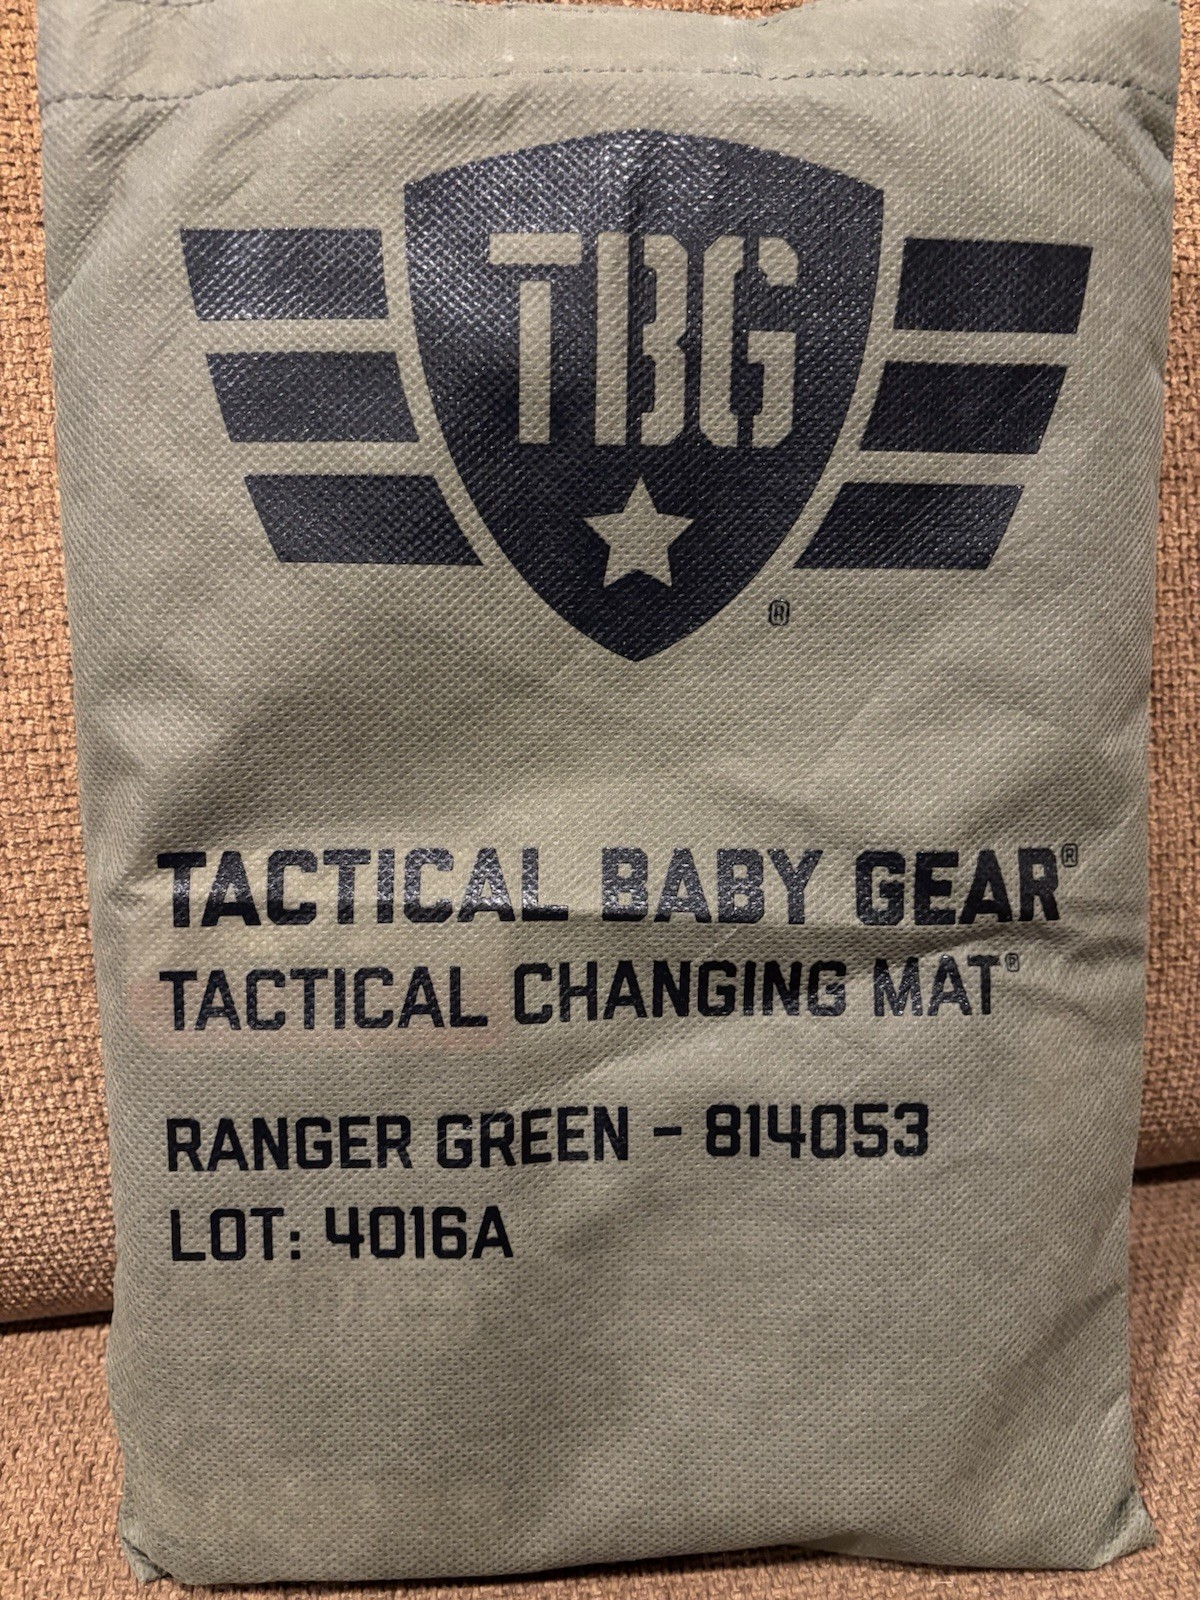 TBG
®
TACTICAL BABY GEAR®
TACTICAL CHANGING MAT®
RANGER GREEN - 814053
LOT: 4016A